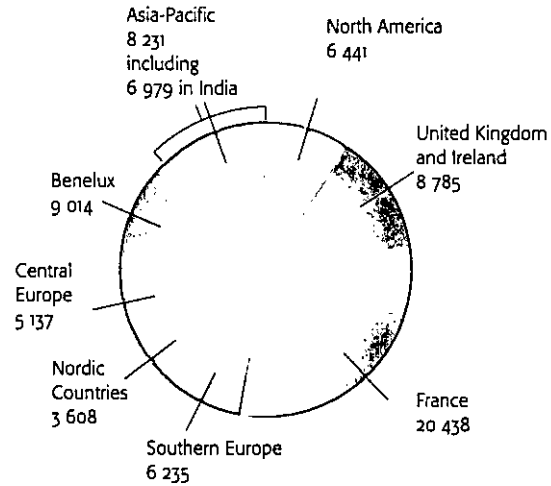 Asia-Pacific
8 231
including
6 979 in India
North America
6 441
United Kingdom
and Ireland
8 785
Benelux
9 014
Central
Europe
5 137
Nordic
Countries
3 608
Southern Europe
6 235
France
20 438